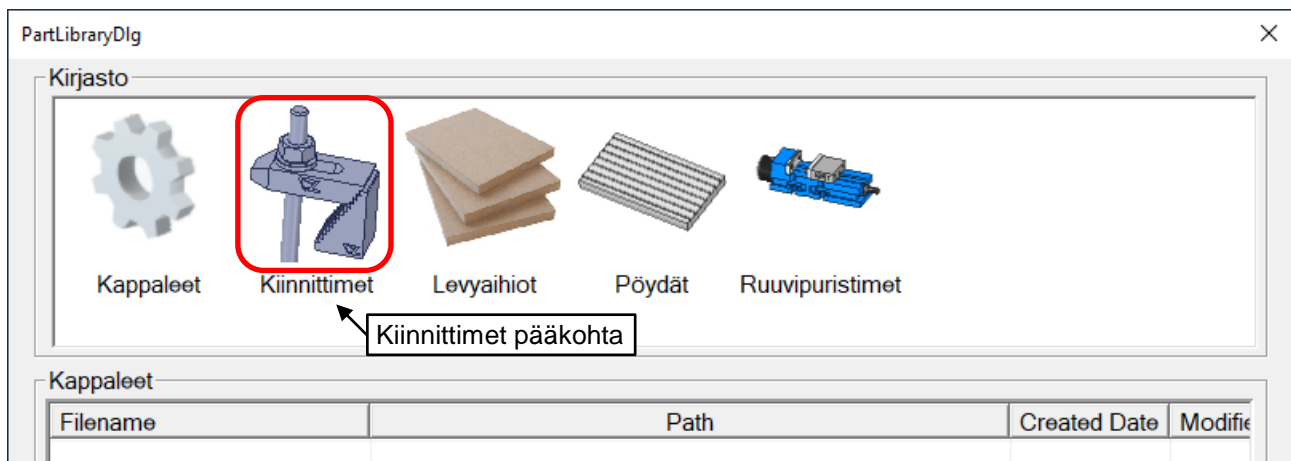 PartLibraryDlg
Kirjasto
Kappaleet Kiinnittimet Levyaihiot Pöydät Ruuvipuristimet
Kiinnittimet pääkohta
Kappaleet
Filename Path Created Date Modifie